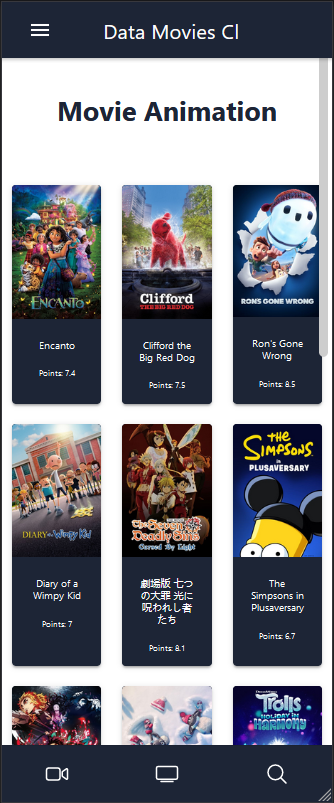 Data Movies Cl
Movie Animation
ENCANTO
Clifford
THE BIG RED DOG
RON'S GONE WRONG
Encanto
Points: 7.4
Clifford the
Big Red Dog
Points: 7.5
Ron's Gone
Wrong
Points: 8.5
DIARY of a Wimpy Kid
The Seven
Deadly Sins
Cursed By Light
THE
SIMPSONS
IN
PLUSAVERSARY
Diary of a
Wimpy Kid
Points: 7
劇場版 七つ
の大罪 光に
呪われし者
たち
Points: 8.1
The
Simpsons in
Plusaversary
Points: 6.7
Trolls
HOLIDAY IN
HARMONY